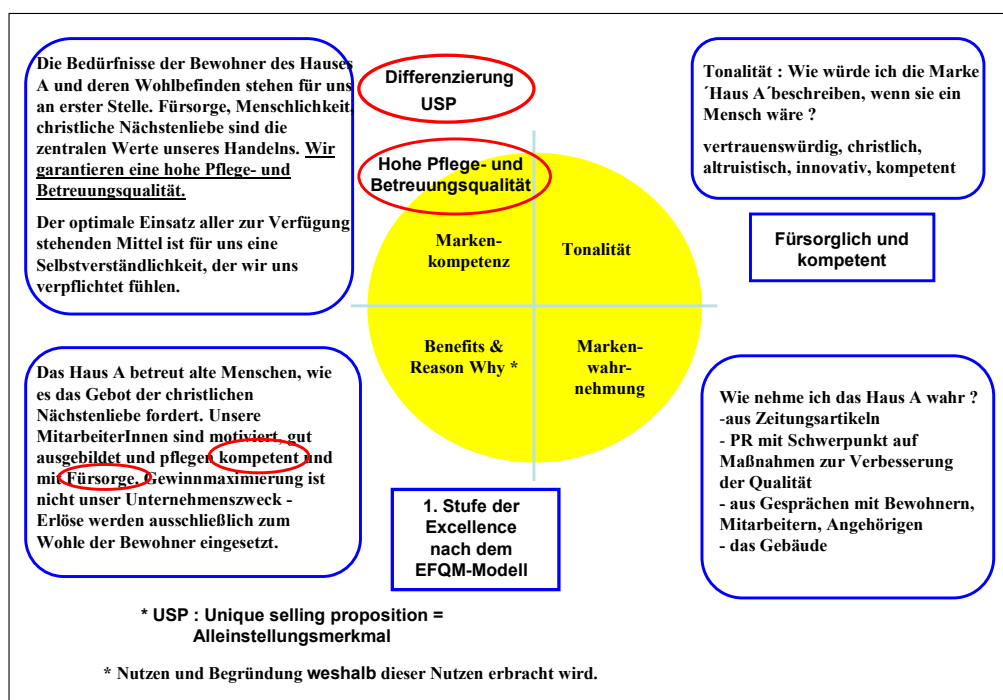 Die Bedürfnisse der Bewohner des Hauses
A und deren Wohlbefinden stehen für uns
an erster Stelle. Fürsorge, Menschlichkeit,
christliche Nächstenliebe sind die
zentralen Werte unseres Handelns. Wir
garantieren eine hohe Pflege- und
Betreuungsqualität.
Der optimale Einsatz aller zur Verfügung
stehenden Mittel ist für uns eine
Selbstverständlichkeit, der wir uns
verpflichtet fühlen.
Differenzierung
USP
Hohe Pflege- und
Betreuungsqualität
Tonalität : Wie würde ich die Marke
´Haus A´beschreiben, wenn sie ein
Mensch wäre ?
vertrauenswürdig, christlich,
altruistisch, innovativ, kompetent
Fürsorglich und
kompetent
Marken-
kompetenz
Tonalität
Benefits &
Reason Why *
Marken-
wahr-
nehmung
Das Haus A betreut alte Menschen, wie
es das Gebot der christlichen
Nächstenliebe fordert. Unsere
MitarbeiterInnen sind motiviert, gut
ausgebildet und pflegen kompetent und
mit Fürsorge. Gewinnmaximierung ist
nicht unser Unternehmenszweck -
Erlöse werden ausschließlich zum
Wohle der Bewohner eingesetzt.
1. Stufe der
Excellence
nach dem
EFQM-Modell
Wie nehme ich das Haus A wahr ?
-aus Zeitungsartikeln
- PR mit Schwerpunkt auf
Maßnahmen zur Verbesserung
der Qualität
- aus Gesprächen mit Bewohnern,
Mitarbeitern, Angehörigen
- das Gebäude
* USP : Unique selling proposition =
Alleinstellungsmerkmal
* Nutzen und Begründung weshalb dieser Nutzen erbracht wird.